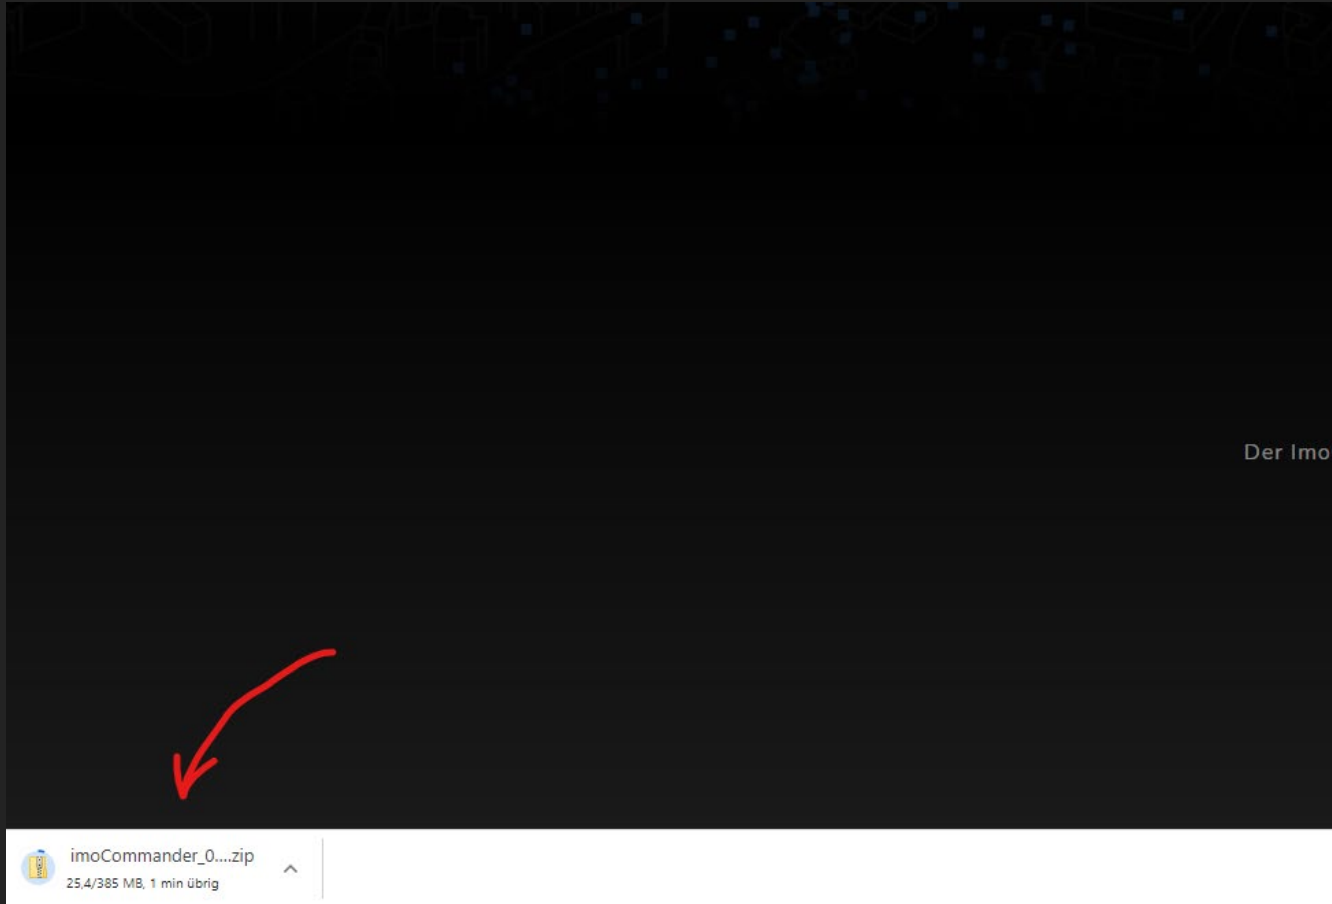 Der Imo
imoCommander_0....zip
25,4/385 MB, 1 min übrig